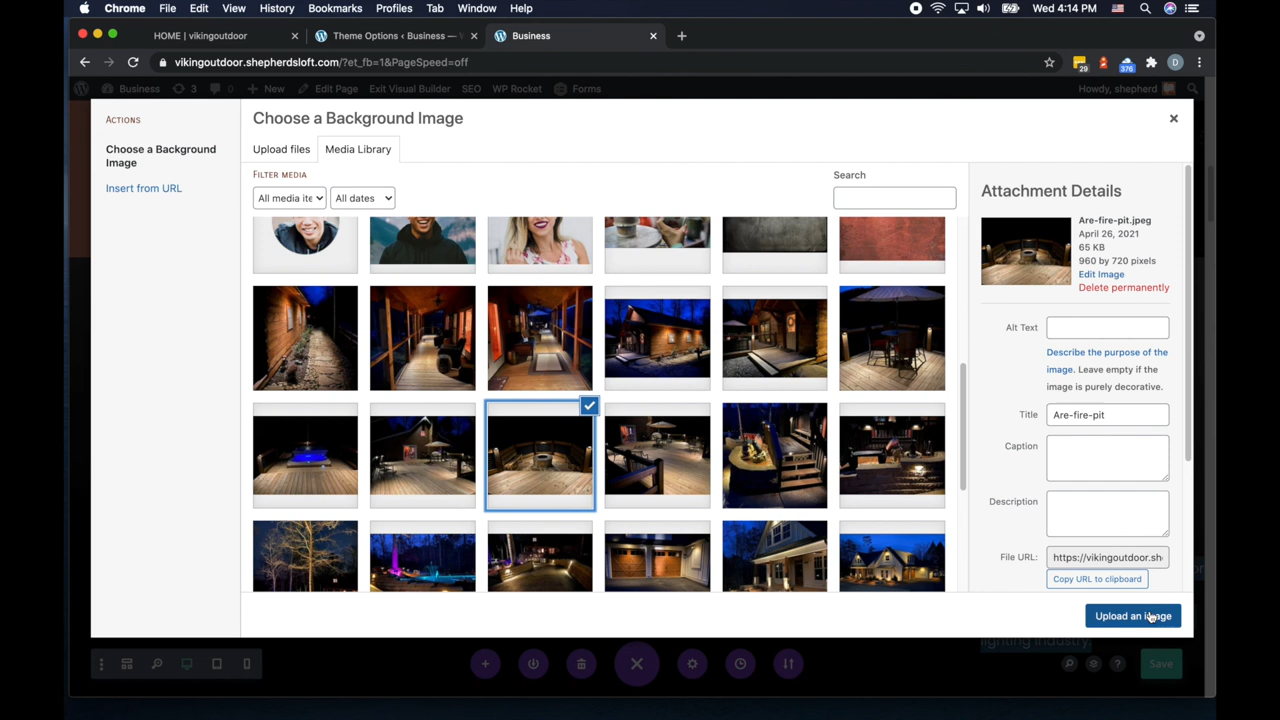 Chrome File Edit View History Bookmarks Profiles Tab Window Help Wed 4:14 PM
HOME | vikingoutdoor Theme Options ‹ Business — Business
vikingoutdoor.shepherdsloft.com/?et_fb=1&PageSpeed=off 29 376 D
Business 3 0 New Edit Page Exit Visual Builder SEO WP Rocket Forms Howdy, shepherd
ACTIONS
Choose a Background
Image
Insert from URL
Choose a Background Image
Upload files Media Library
FILTER MEDIA
All media ite All dates
Search
Attachment Details
Are-fire-pit.jpeg
April 26, 2021
65 KB
960 by 720 pixels
Edit Image
Delete permanently
Alt Text
Describe the purpose of the
image. Leave empty if the
image is purely decorative.
Title Are-fire-pit
Caption
Description
File URL: https://vikingoutdoor.sh
Copy URL to clipboard
Upload an image
lighting industry.
Save